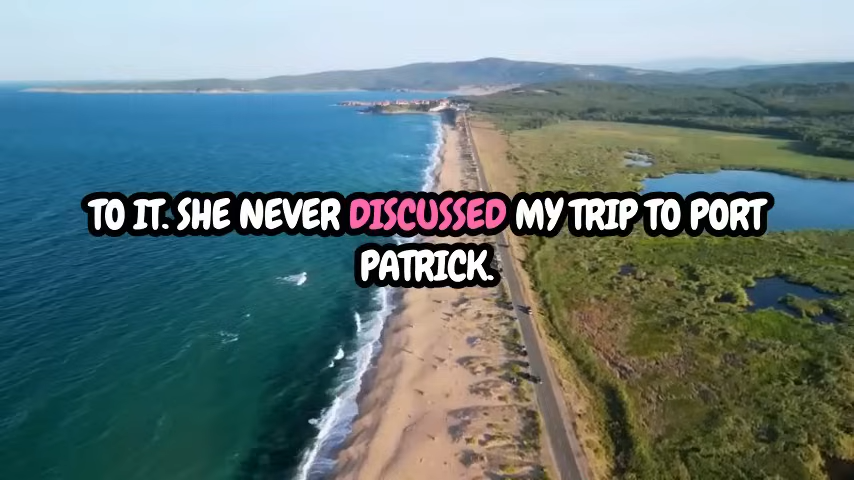 TO IT. SHE NEVER DISCUSSED MY TRIP TO PORT
PATRICK.